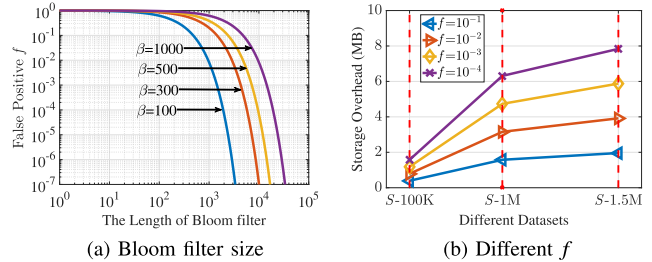 10^0
10^-1
10^-2
10^-3
10^-4
10^-5
10^-6
10^-7
False Positive f
β=1000
β=500
β=300
β=100
10^0 10^1 10^2 10^3 10^4 10^5
The Length of Bloom filter
(a) Bloom filter size
10
8
6
4
2
0
Storage Overhead (MB)
f=10^-1
f=10^-2
f=10^-3
f=10^-4
S-100K S-1M S-1.5M
Different Datasets
(b) Different f